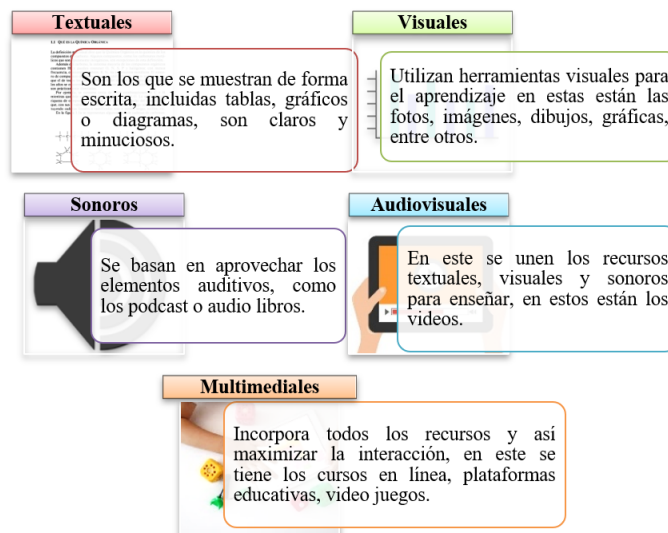 Textuales
Son los que se muestran de forma
escrita, incluidas tablas, gráficos
o diagramas, son claros y
minuciosos.
Visuales
Utilizan herramientas visuales para
el aprendizaje en estas están las
fotos, imágenes, dibujos, gráficas,
entre otros.
Sonoros
Se basan en aprovechar los
elementos auditivos, como
los podcast o audio libros.
Audiovisuales
En este se unen los recursos
textuales, visuales y sonoros
para enseñar, en estos están los
videos.
Multimediales
Incorpora todos los recursos y así
maximizar la interacción, en este se
tiene los cursos en línea, plataformas
educativas, video juegos.